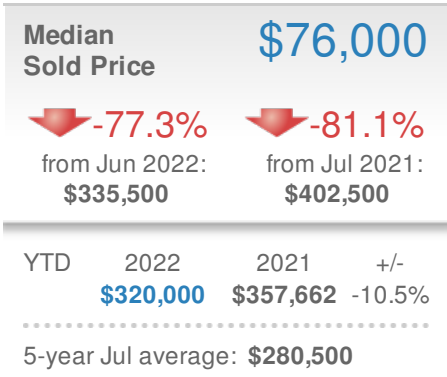 Median $76,000
Sold Price
-77.3% -81.1%
from Jun 2022: from Jul 2021:
$335,500 $402,500
YTD 2022 2021 +/-
$320,000 $357,662 -10.5%
5-year Jul average: $280,500